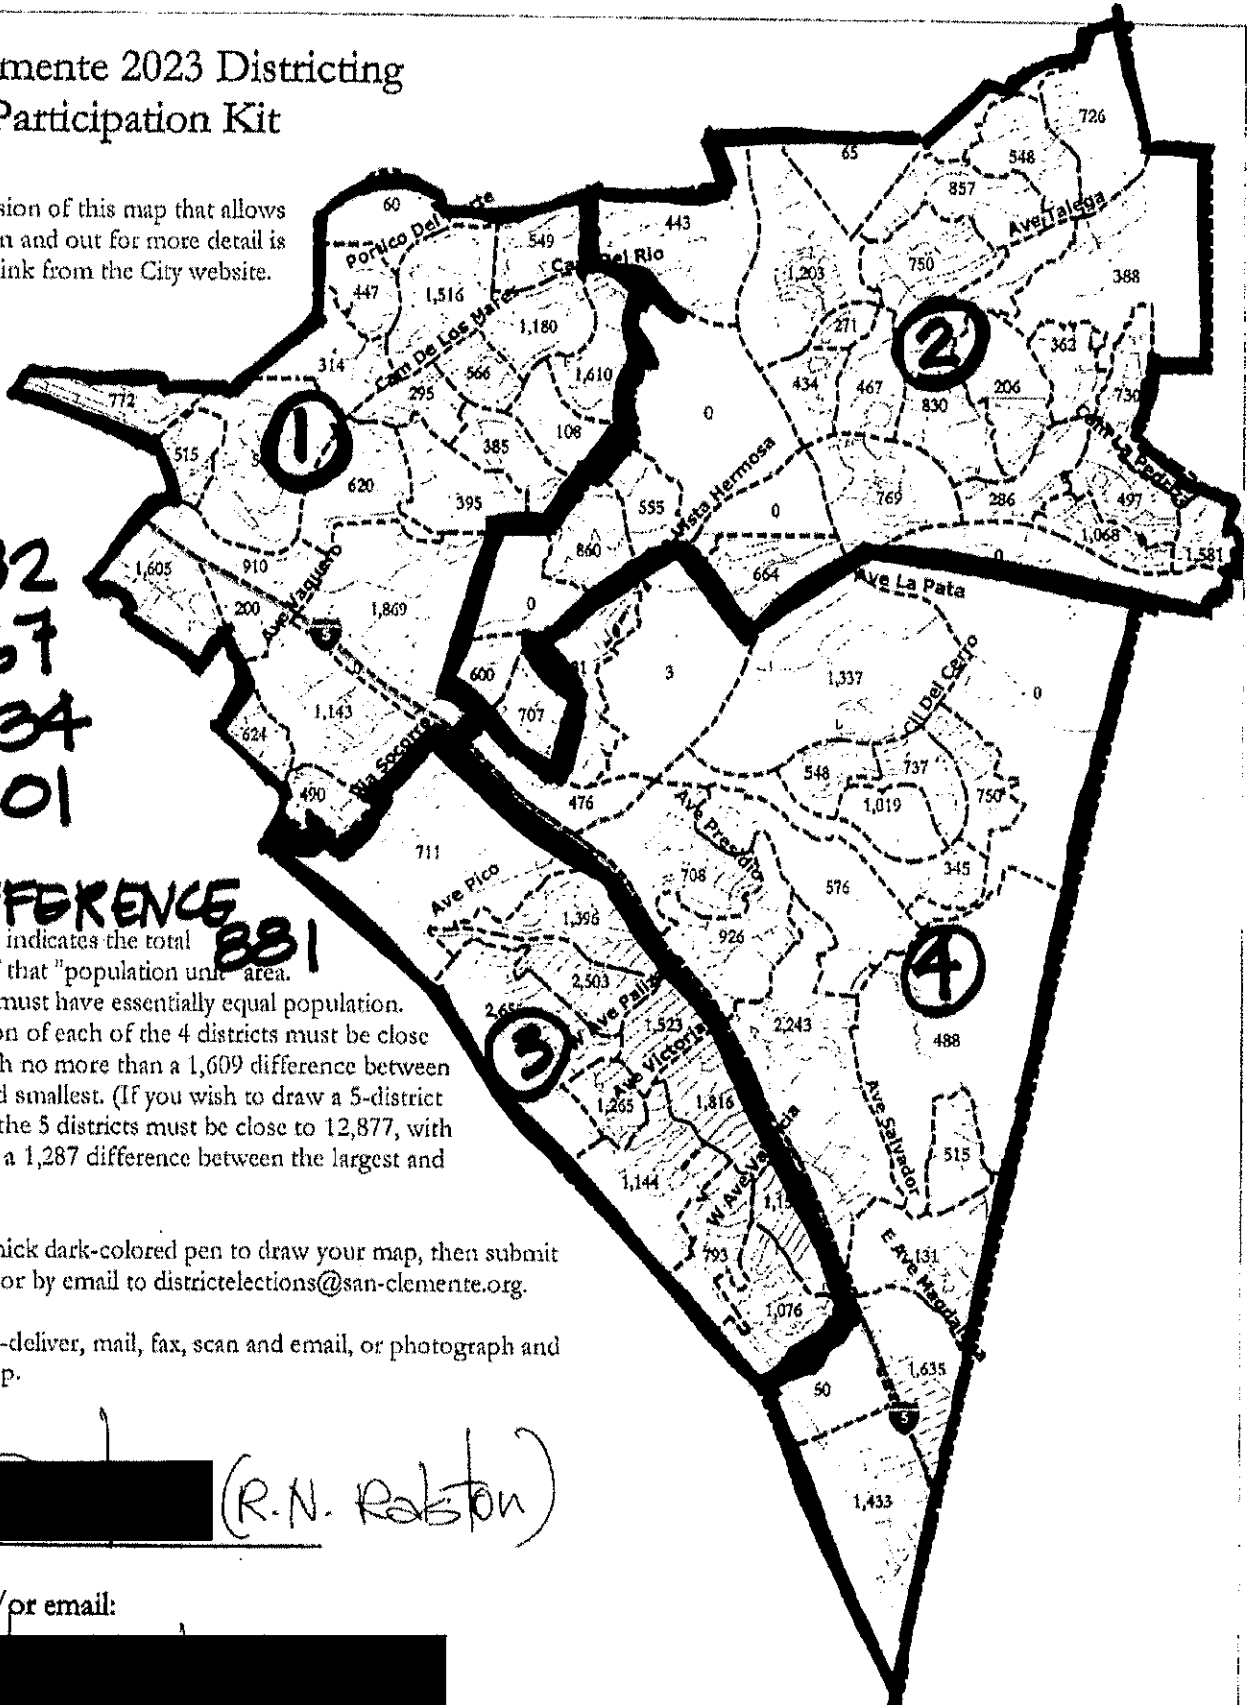 mente 2023 Districting
Participation Kit
sion of this map that allows
n and out for more detail is
ink from the City website.
32
67
34
01
FFERENCE
881
indicates the total
that "population unit" area.
must have essentially equal population.
on of each of the 4 districts must be close
h no more than a 1,609 difference between
d smallest. (If you wish to draw a 5-district
the 5 districts must be close to 12,877, with
a 1,287 difference between the largest and
hick dark-colored pen to draw your map, then submit
or by email to districtelections@san-clemente.org.
-deliver, mail, fax, scan and email, or photograph and
p.
(R.N. Ralston)
/or email:
726
65
548
857
60
Ave Talega
443
549
Portico Del
Cam Del Rio
750
1,203
388
447
1,516
1,180
271
2
362
314
Cam De Los Mares
566
1,610
434
467
206
772
295
830
730
1
108
0
Cam La Pedriza
515
385
620
395
555
Vista Hermosa
769
286
497
0
860
1,068
1,581
1,605
910
664
0
Ave La Pata
200
Ave Vaquero
1,869
0
5
0
600
3
1,337
Cll Del Cerro
0
707
1,143
624
Via Socorro
548
737
490
476
1,019
750
711
Ave Presidio
Ave Pico
708
576
345
1,396
926
4
2,503
W Ave Palizada
3
1,523
2,243
488
Ave Victoria
1,265
1,816
Ave Salvador
515
1,144
W Ave Valencia
793
E Ave Magdalena
131
1,076
1,635
50
5
1,433